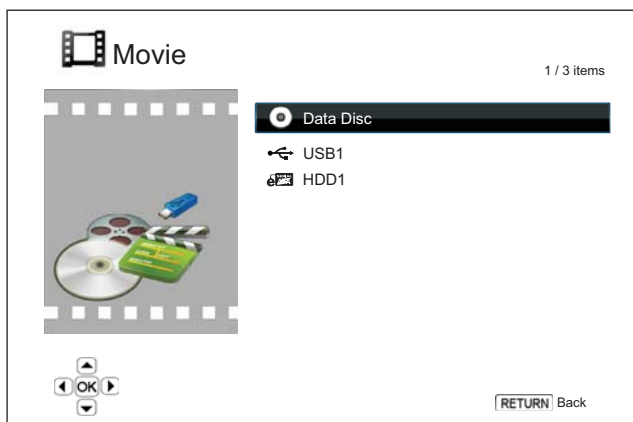 Movie
1 / 3 items
Data Disc
USB1
HDD1
OK
RETURN Back